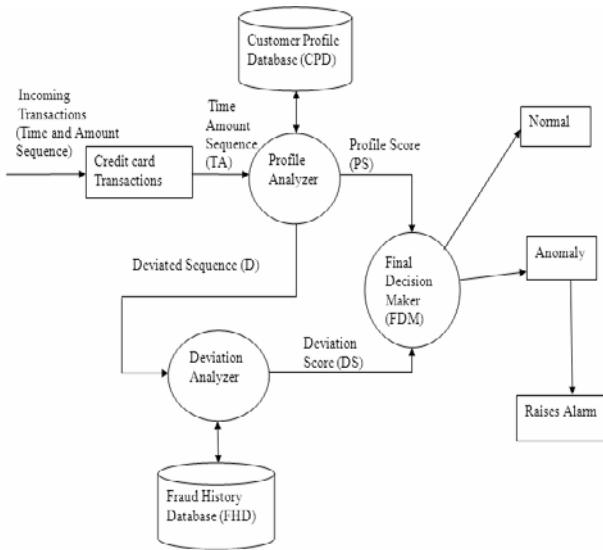 Customer Profile
Database (CPD)
Incoming
Transactions
(Time and Amount
Sequence)
Time
Amount
Sequence
(TA)
Credit card
Transactions
Profile
Analyzer
Profile Score
(PS)
Normal
Deviated Sequence (D)
Final
Decision
Maker
(FDM)
Anomaly
Deviation
Analyzer
Deviation
Score (DS)
Raises Alarm
Fraud History
Database (FHD)